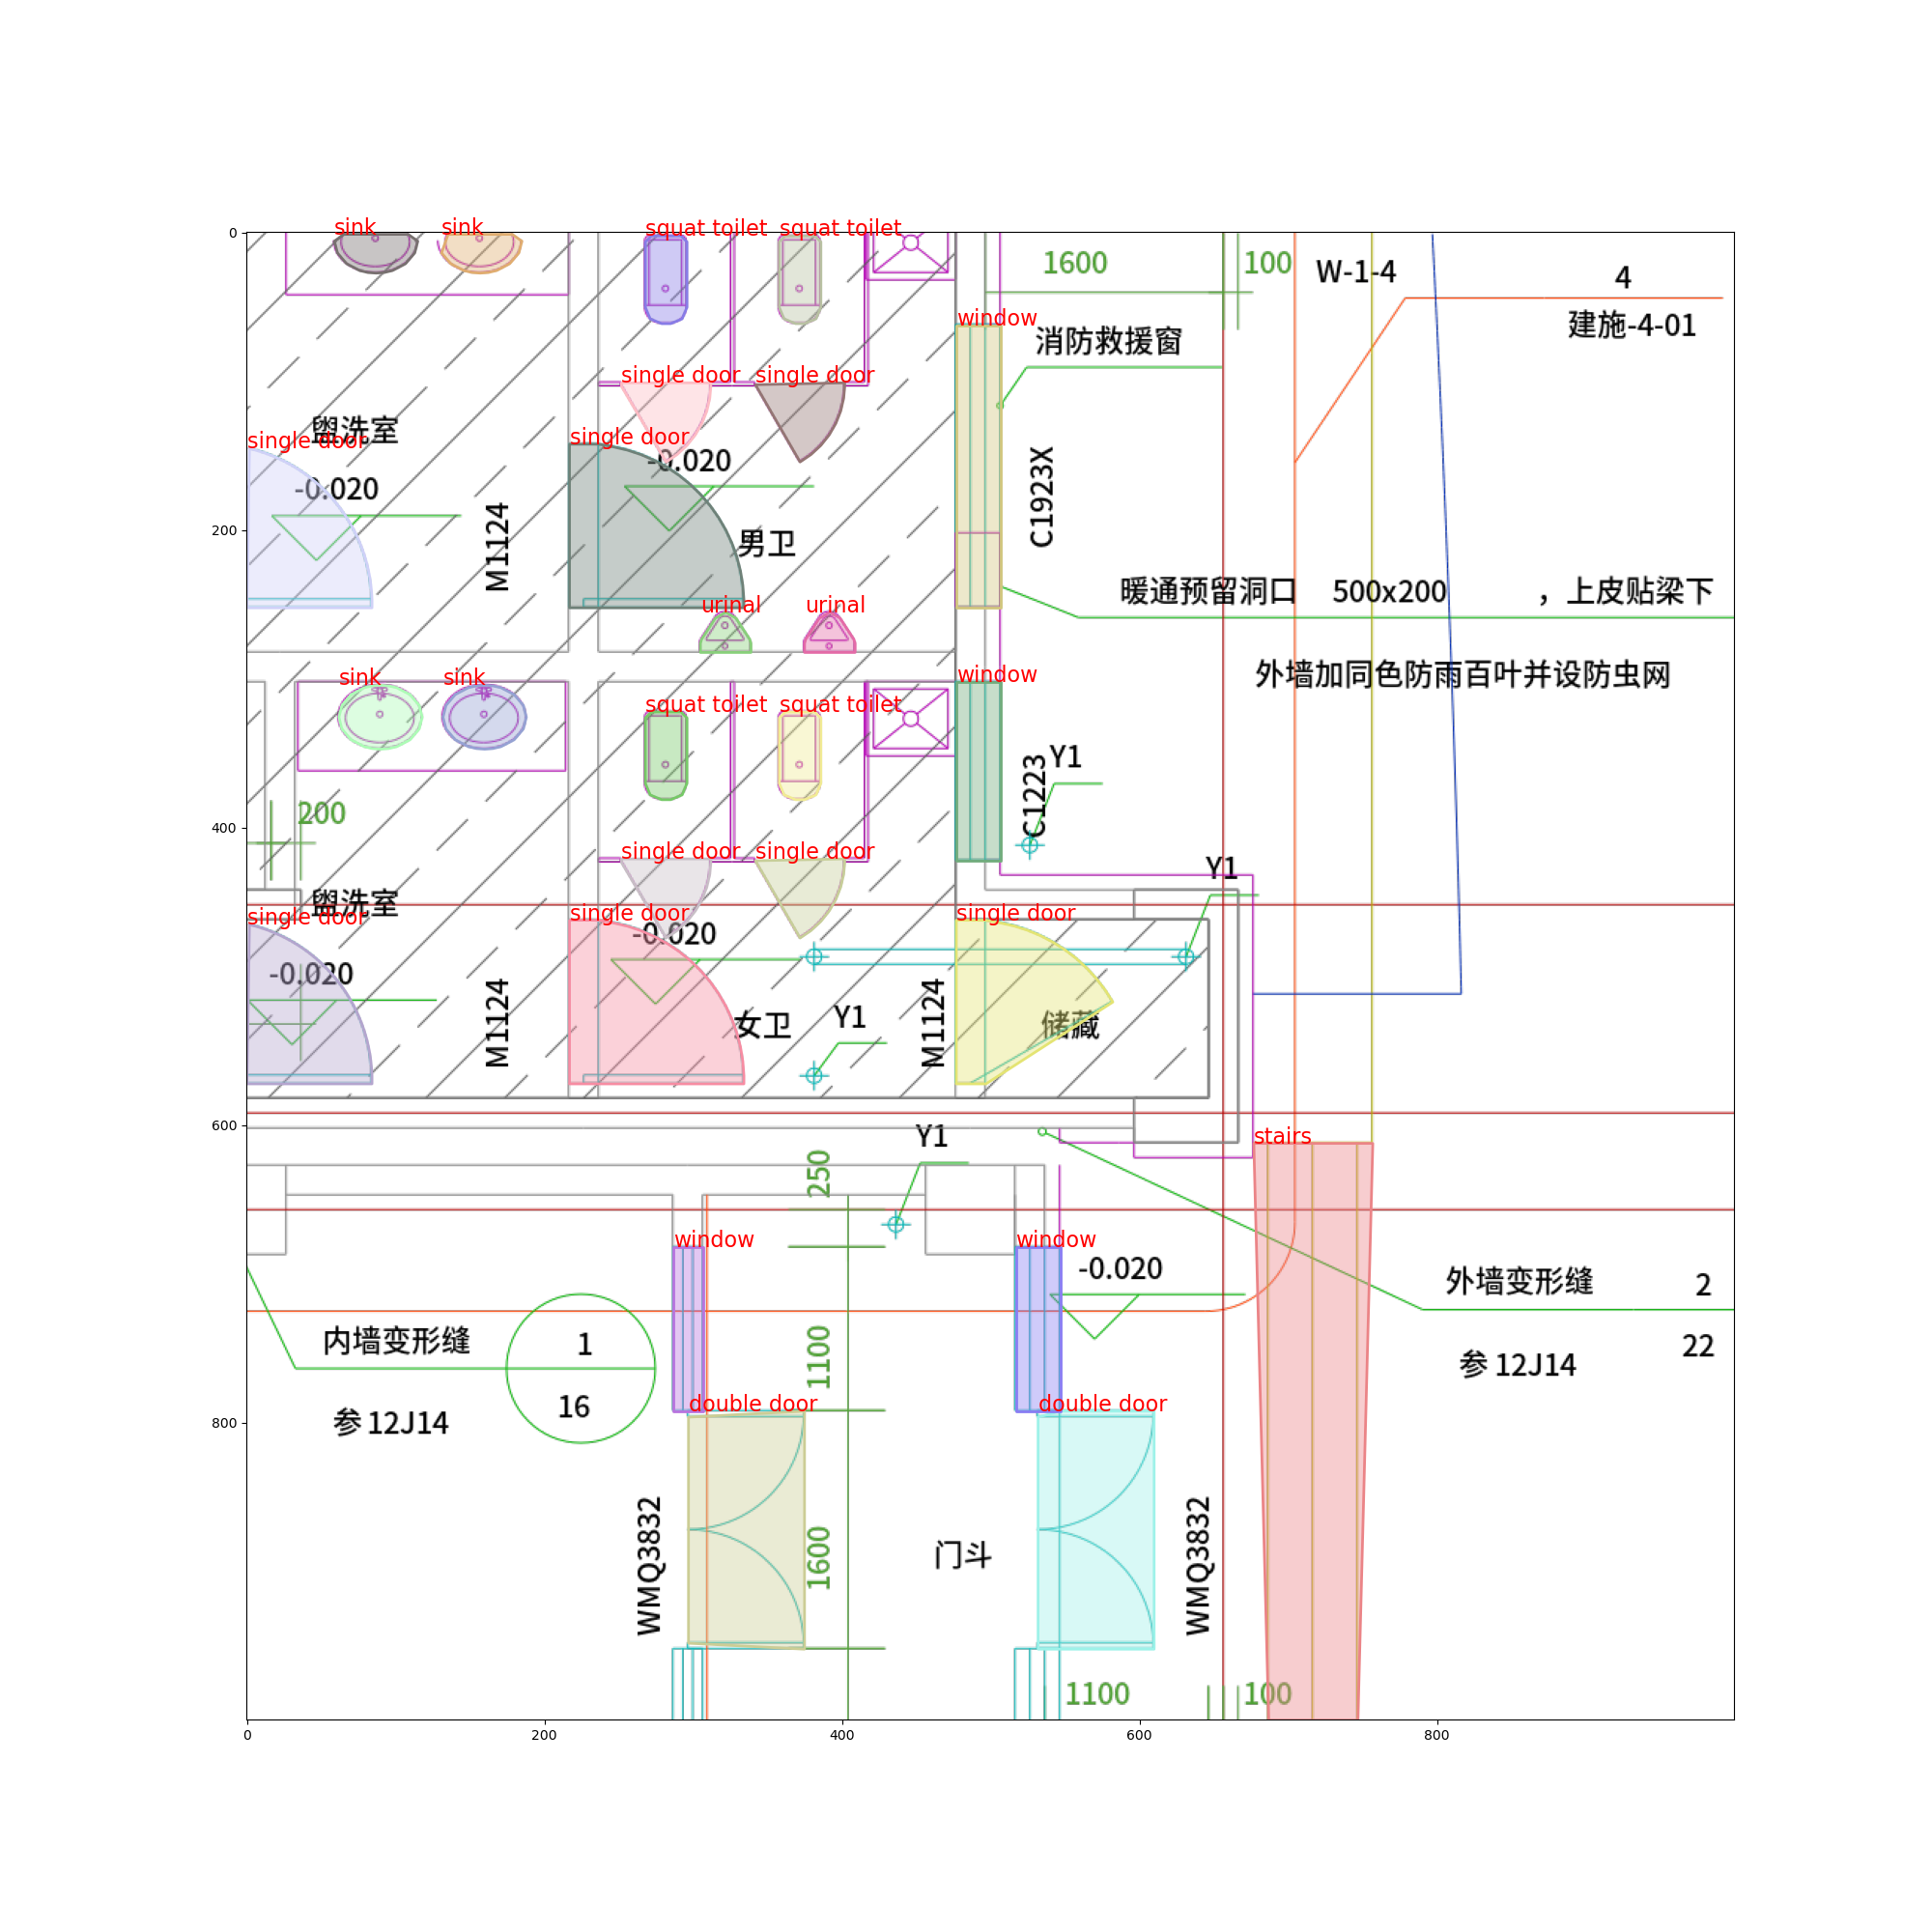 0
200
400
600
800
0
200
400
600
800
sink
sink
squat toilet
squat toilet
1600
100
W-1-4
4
建施-4-01
window
消防救援窗
single door
single door
盥洗室
single door
single door
-0.020
-0.020
M1124
男卫
C1923X
暖通预留洞口 500x200 ，上皮贴梁下
urinal
urinal
外墙加同色防雨百叶并设防虫网
sink
sink
window
squat toilet
squat toilet
C1223
Y1
200
single door
single door
Y1
盥洗室
single door
single door
single door
-0.020
-0.020
M1124
女卫
Y1
M1124
储藏
Y1
stairs
250
window
window
-0.020
外墙变形缝
2
22
参 12J14
内墙变形缝
1
16
参 12J14
1100
double door
double door
WMQ3832
1600
门斗
WMQ3832
1100
100